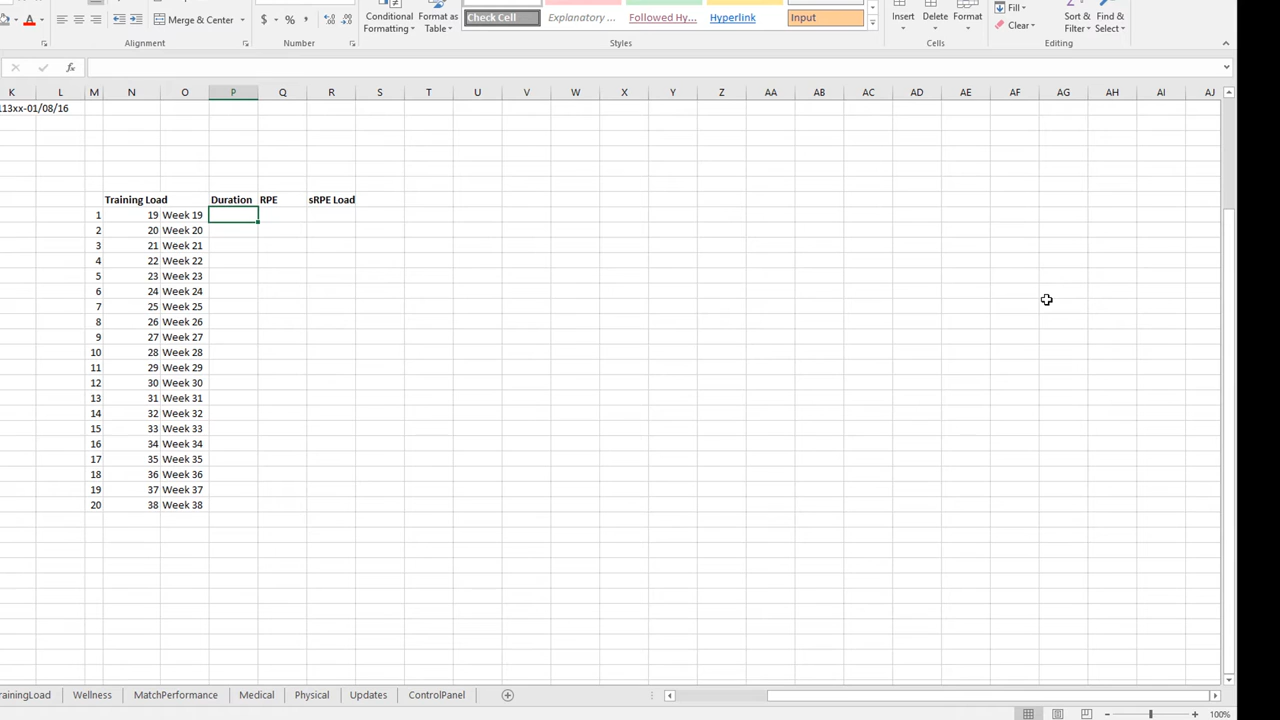 Merge & Center
$ % ,
Conditional Formatting
Format as Table
Check Cell
Explanatory ...
Followed Hy...
Hyperlink
Input
Insert
Delete
Format
Fill
Clear
Sort & Filter
Find & Select
Alignment
Number
Styles
Cells
Editing
fx
K L M N O P Q R S T U V W X Y Z AA AB AC AD AE AF AG AH AI AJ
113xx-01/08/16
Training Load Duration RPE sRPE Load
1 19 Week 19
2 20 Week 20
3 21 Week 21
4 22 Week 22
5 23 Week 23
6 24 Week 24
7 25 Week 25
8 26 Week 26
9 27 Week 27
10 28 Week 28
11 29 Week 29
12 30 Week 30
13 31 Week 31
14 32 Week 32
15 33 Week 33
16 34 Week 34
17 35 Week 35
18 36 Week 36
19 37 Week 37
20 38 Week 38
rainingLoad Wellness MatchPerformance Medical Physical Updates ControlPanel
100%